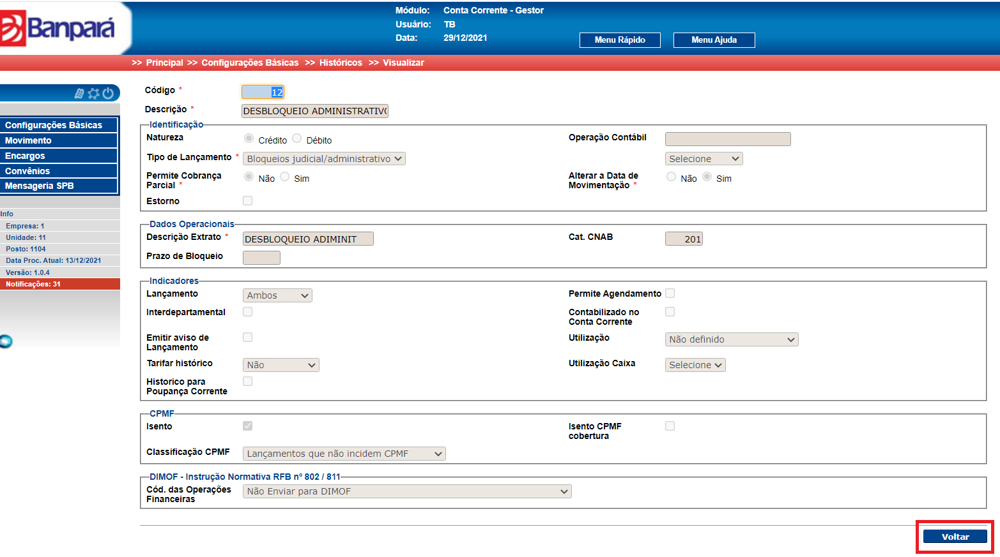 Banpará
Módulo: Conta Corrente - Gestor
Usuário: TB
Data: 29/12/2021
Menu Rápido
Menu Ajuda
>> Principal >> Configurações Básicas >> Históricos >> Visualizar
Configurações Básicas
Movimento
Encargos
Convênios
Mensageria SPB
Info
Empresa: 1
Unidade: 11
Posto: 1104
Data Proc. Atual: 13/12/2021
Versão: 1.0.4
Notificações: 31
Código * 12
Descrição * DESBLOQUEIO ADMINISTRATIVO
Identificação
Natureza Crédito Débito Operação Contábil
Tipo de Lançamento * Bloqueios judicial/administrativo Selecione
Permite Cobrança
Parcial * Não Sim
Alterar a Data de
Movimentação * Não Sim
Estorno
Dados Operacionais
Descrição Extrato * DESBLOQUEIO ADIMINIT Cat. CNAB 201
Prazo de Bloqueio
Indicadores
Lançamento Ambos Permite Agendamento
Interdepartamental
Contabilizado no
Conta Corrente
Emitir aviso de
Lançamento
Utilização Não definido
Tarifar histórico Não Utilização Caixa Selecione
Historico para
Poupança Corrente
CPMF
Isento
Isento CPMF
cobertura
Classificação CPMF Lançamentos que não incidem CPMF
DIMOF - Instrução Normativa RFB nº 802 / 811
Cód. das Operações
Financeiras
Não Enviar para DIMOF
Voltar